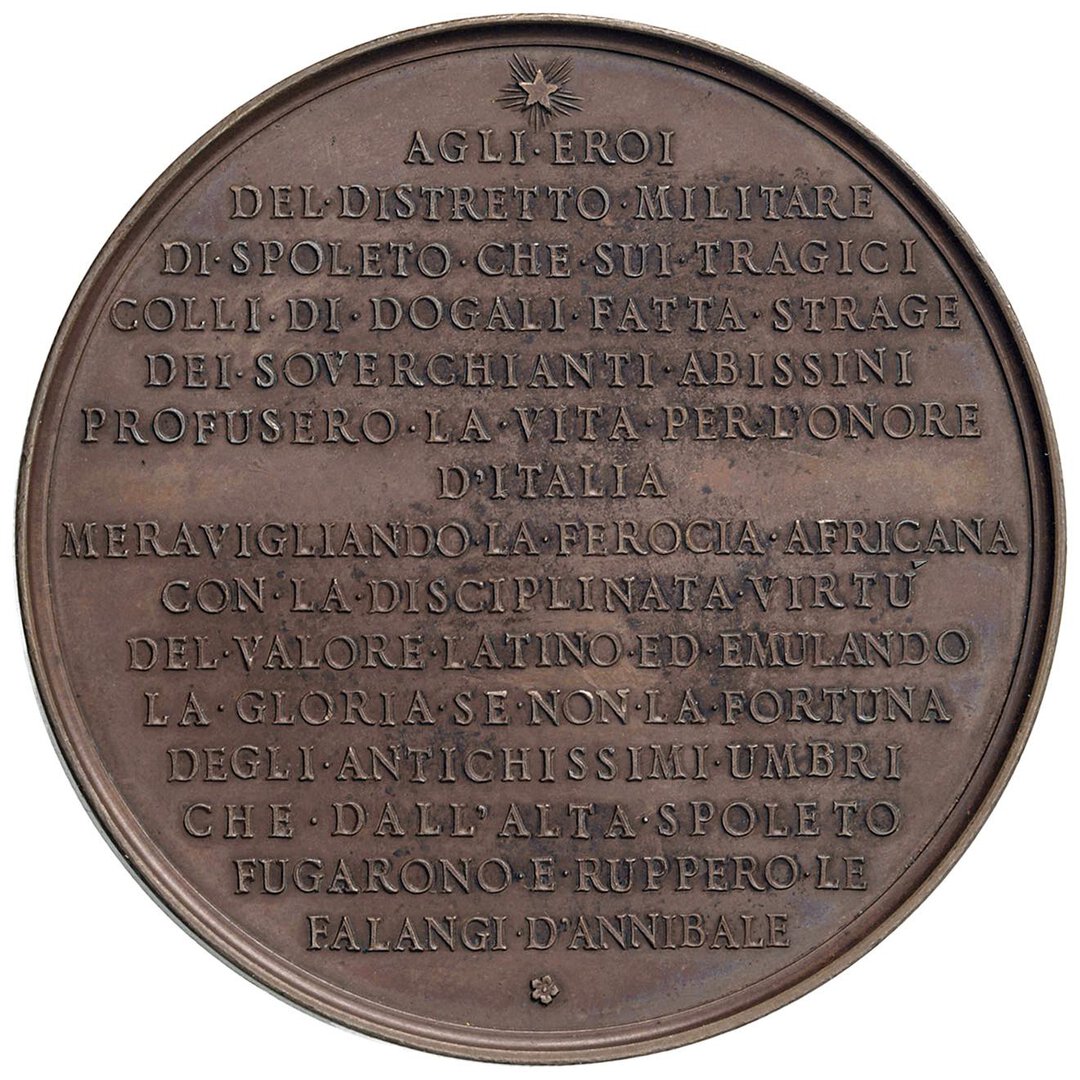 AGLI·EROI
DEL·DISTRETTO·MILITARE
DI·SPOLETO·CHE·SUI·TRAGICI
COLLI·DI·DOGALI·FATTA·STRAGE
DEI·SOVERCHIANTI·ABISSINI
PROFUSERO·LA·VITA·PER·L'ONORE
D'ITALIA
MERAVIGLIANDO·LA·FEROCIA·AFRICANA
CON·LA·DISCIPLINATA·VIRTÚ
DEL·VALORE·LATINO·ED·EMULANDO
LA·GLORIA·SE·NON·LA·FORTUNA
DEGLI·ANTICHISSIMI·UMBRI
CHE·DALL'ALTA·SPOLETO
FUGARONO·E·RUPPERO·LE
FALANGI·D'ANNIBALE